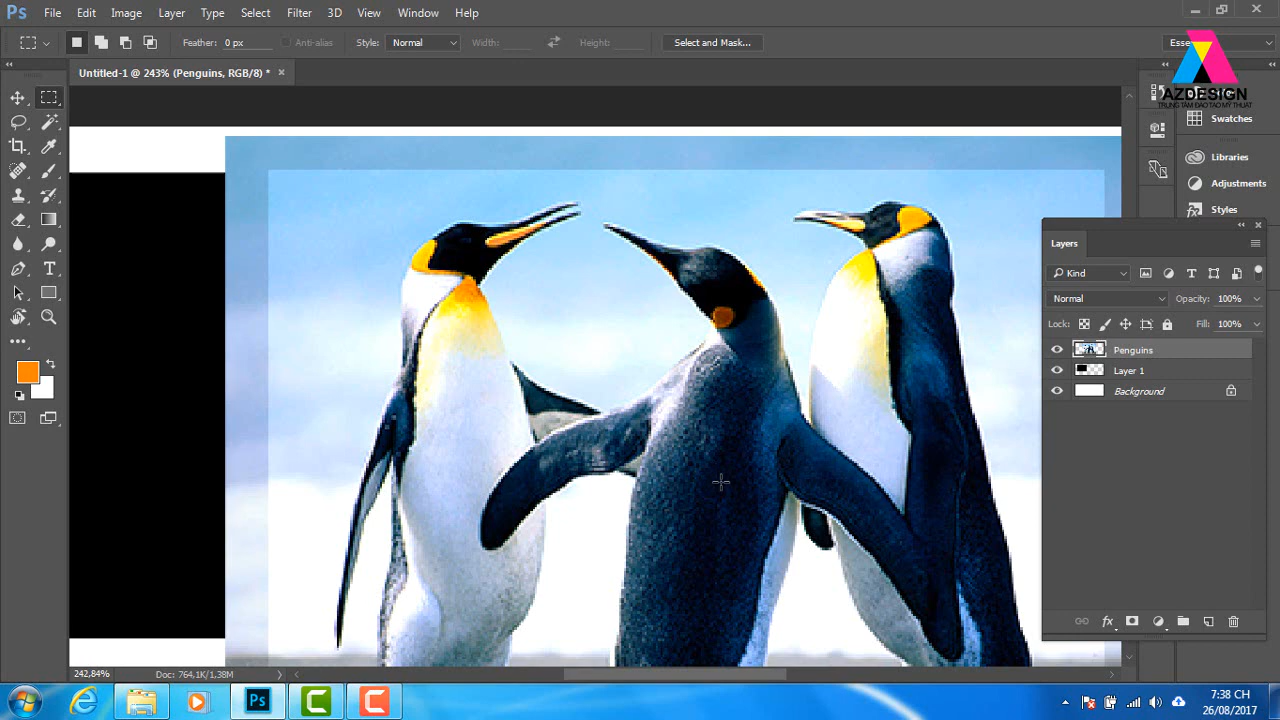 Ps File Edit Image Layer Type Select Filter 3D View Window Help
Feather: 0 px Anti-alias Style: Normal Width: Height: Select and Mask... Esse
Untitled-1 @ 243% (Penguins, RGB/8) *
AZDESIGN
TRUNG TÂM ĐÀO TẠO MỸ THUẬT
Swatches
Libraries
Adjustments
Styles
Layers
Kind
Normal Opacity: 100%
Lock: Fill: 100%
Penguins
Layer 1
Background
242,84% Doc: 764,1K/1,38M
Ps
7:38 CH
26/08/2017